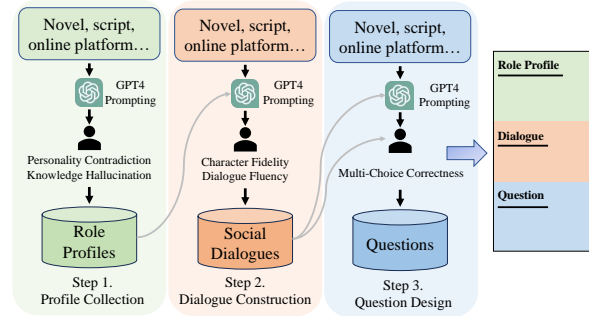 Novel, script,
online platform…
GPT4
Prompting
Personality Contradiction
Knowledge Hallucination
Role
Profiles
Step 1.
Profile Collection
Novel, script,
online platform…
GPT4
Prompting
Character Fidelity
Dialogue Fluency
Social
Dialogues
Step 2.
Dialogue Construction
Novel, script,
online platform…
GPT4
Prompting
Multi-Choice Correctness
Questions
Step 3.
Question Design
Role Profile
Dialogue
Question